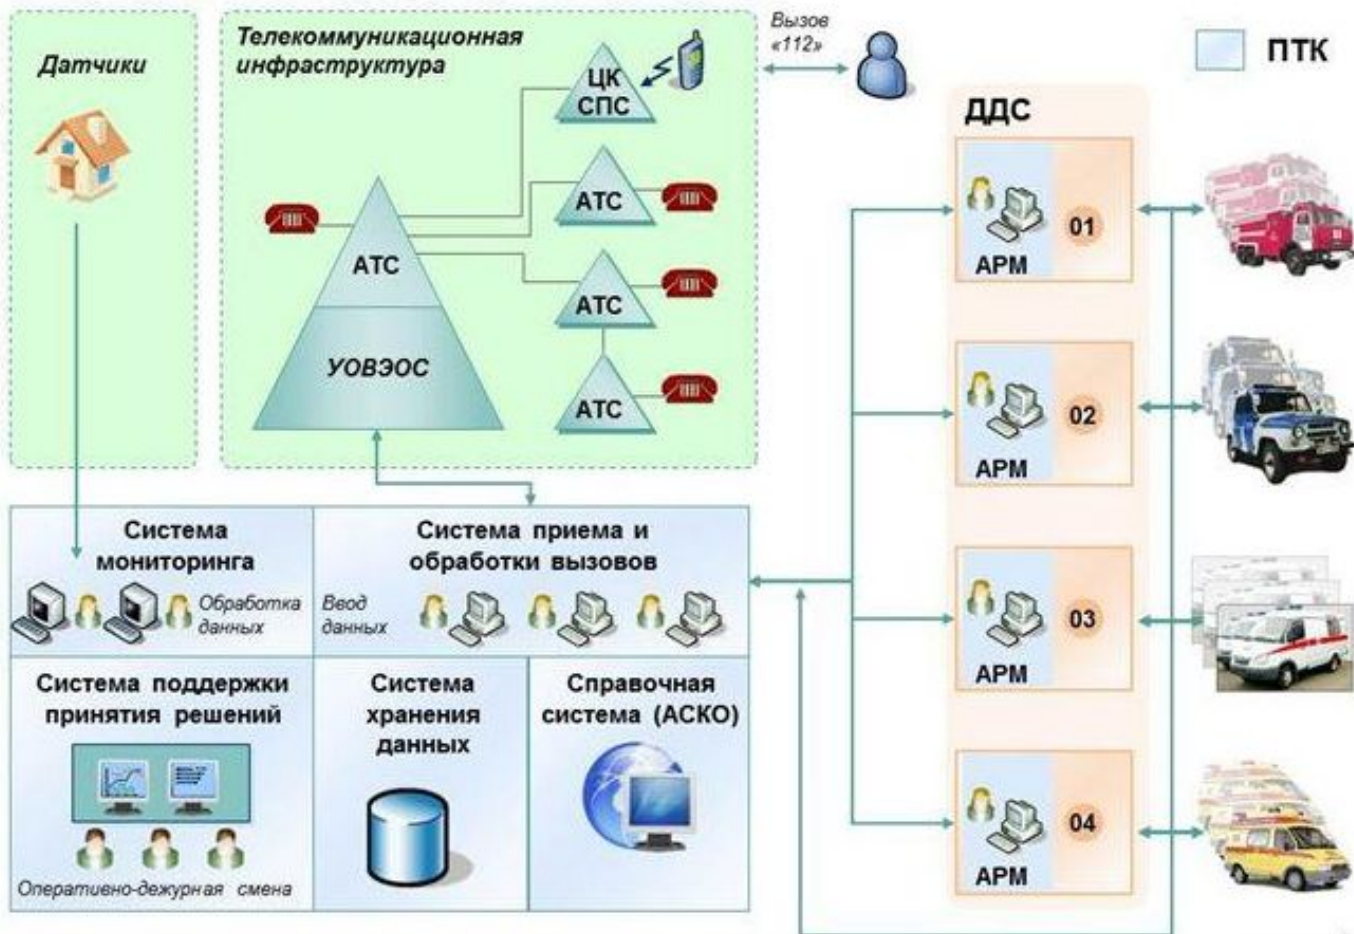 Датчики
Телекоммуникационная
инфраструктура
ЦК
СПС
АТС
АТС
АТС
АТС
УОВЭОС
Вызов
«112»
ПТК
ДДС
01
АРМ
02
АРМ
03
АРМ
04
АРМ
Система
мониторинга
Обработка
данных
Система приема и
обработки вызовов
Ввод
данных
Система поддержки
принятия решений
Оперативно-дежурная смена
Система
хранения
данных
Справочная
система (АСКО)